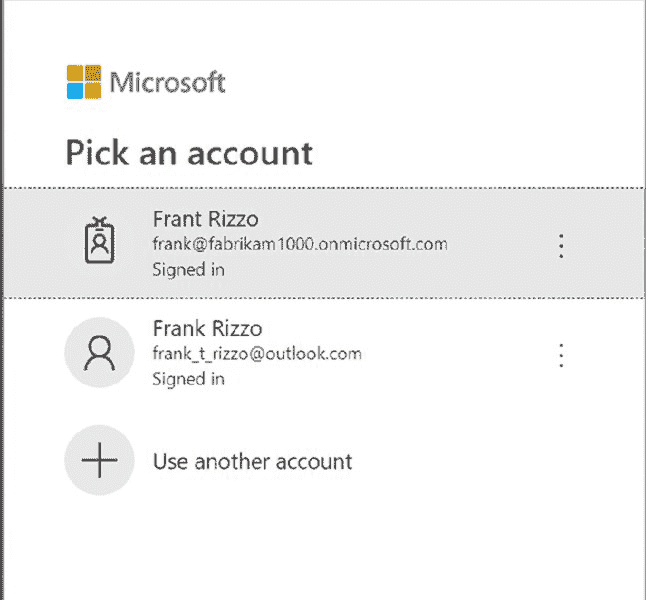 Microsoft
Pick an account
Frant Rizzo
frank@fabrikam1000.onmicrosoft.com
Signed in
Frank Rizzo
frank_t_rizzo@outlook.com
Signed in
Use another account